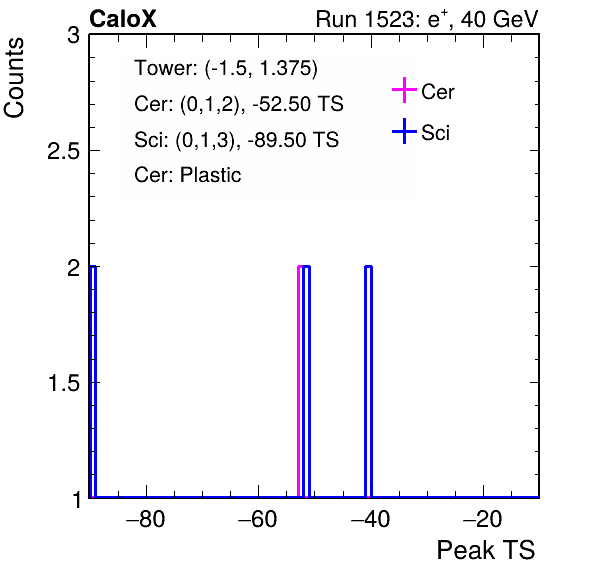 CaloX Run 1523: e⁺, 40 GeV
Counts
3
2.5
2
1.5
1
Tower: (-1.5, 1.375)
Cer: (0,1,2), -52.50 TS
Sci: (0,1,3), -89.50 TS
Cer: Plastic
Cer
Sci
−80 −60 −40 −20
Peak TS